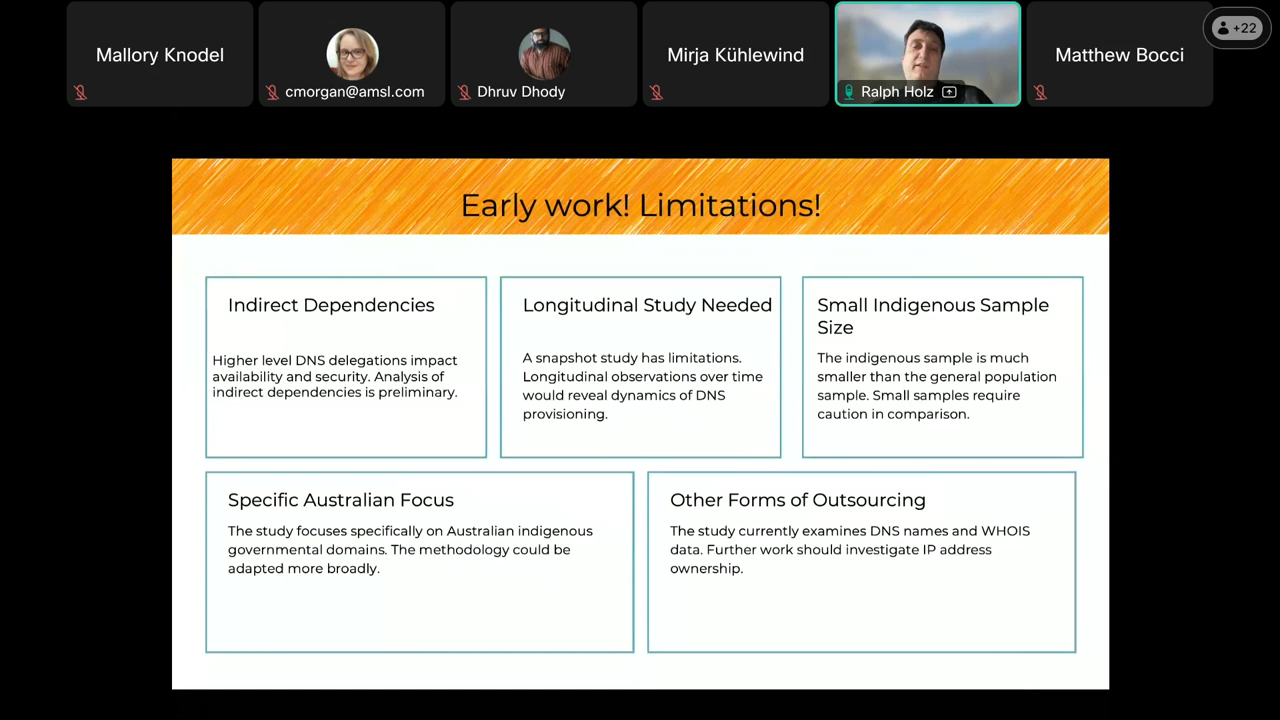 Mallory Knodel
cmorgan@amsl.com
Dhruv Dhody
Mirja Kühlewind
Ralph Holz
Matthew Bocci
+22
Early work! Limitations!
Indirect Dependencies
Higher level DNS delegations impact
availability and security. Analysis of
indirect dependencies is preliminary.
Longitudinal Study Needed
A snapshot study has limitations.
Longitudinal observations over time
would reveal dynamics of DNS
provisioning.
Small Indigenous Sample
Size
The indigenous sample is much
smaller than the general population
sample. Small samples require
caution in comparison.
Specific Australian Focus
The study focuses specifically on Australian indigenous
governmental domains. The methodology could be
adapted more broadly.
Other Forms of Outsourcing
The study currently examines DNS names and WHOIS
data. Further work should investigate IP address
ownership.